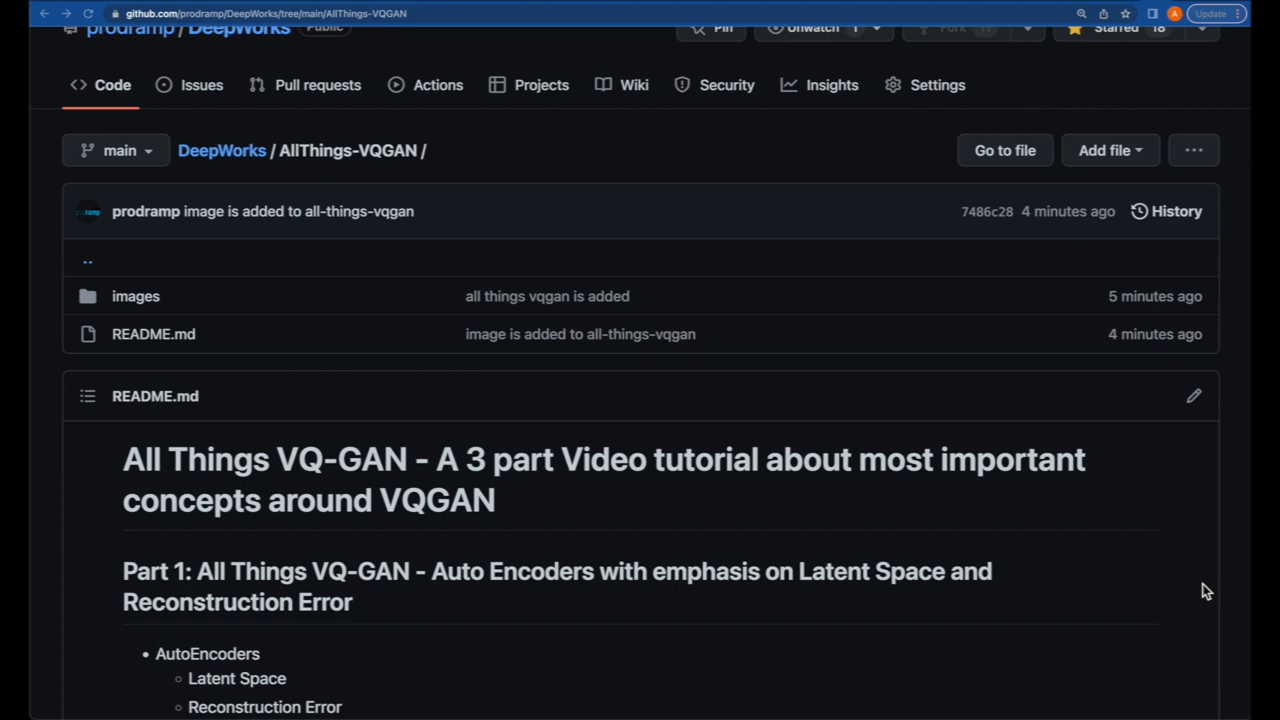 github.com/prodramp/DeepWorks/tree/main/AllThings-VQGAN
A
Update
prodramp / DeepWorks Public
Pin
Unwatch 1
Fork 11
Starred 18
Code
Issues
Pull requests
Actions
Projects
Wiki
Security
Insights
Settings
main
DeepWorks / AllThings-VQGAN /
Go to file
Add file
...
prodramp image is added to all-things-vqgan
7486c28 4 minutes ago
History
..
images
all things vqgan is added
5 minutes ago
README.md
image is added to all-things-vqgan
4 minutes ago
README.md
All Things VQ-GAN - A 3 part Video tutorial about most important
concepts around VQGAN
Part 1: All Things VQ-GAN - Auto Encoders with emphasis on Latent Space and
Reconstruction Error
• AutoEncoders
○ Latent Space
○ Reconstruction Error